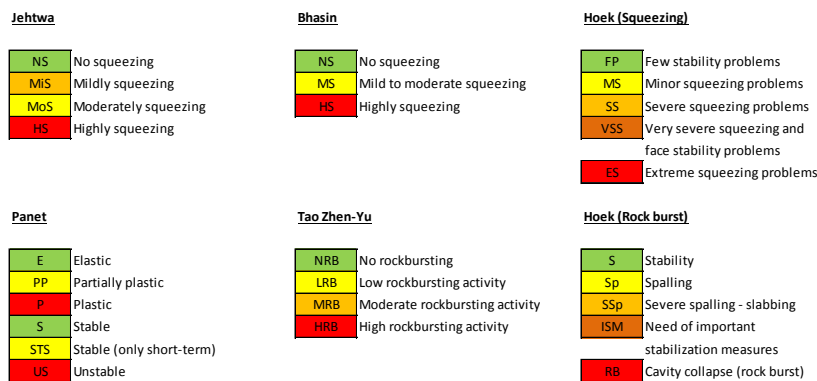 Jehtwa
NS No squeezing
MiS Mildly squeezing
MoS Moderately squeezing
HS Highly squeezing
Bhasin
NS No squeezing
MS Mild to moderate squeezing
HS Highly squeezing
Hoek (Squeezing)
FP Few stability problems
MS Minor squeezing problems
SS Severe squeezing problems
VSS Very severe squeezing and
face stability problems
ES Extreme squeezing problems
Panet
E Elastic
PP Partially plastic
P Plastic
S Stable
STS Stable (only short-term)
US Unstable
Tao Zhen-Yu
NRB No rockbursting
LRB Low rockbursting activity
MRB Moderate rockbursting activity
HRB High rockbursting activity
Hoek (Rock burst)
S Stability
Sp Spalling
SSp Severe spalling - slabbing
ISM Need of important
stabilization measures
RB Cavity collapse (rock burst)